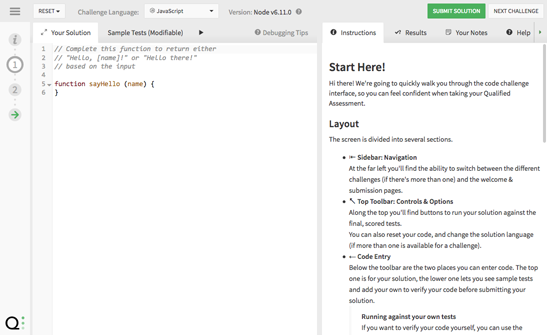 RESET
Challenge Language:
JavaScript
Version: Node v6.11.0
SUBMIT SOLUTION
NEXT CHALLENGE
Your Solution
Sample Tests (Modifiable)
Debugging Tips
Instructions
Results
Your Notes
Help
1
2
1 // Complete this function to return either
2 // "Hello, [name]!" or "Hello there!"
3 // based on the input
4
5 function sayHello (name) {
6 }
Start Here!
Hi there! We're going to quickly walk you through the code challenge
interface, so you can feel confident when taking your Qualified
Assessment.
Layout
The screen is divided into several sections.
Sidebar: Navigation
At the far left you'll find the ability to switch between the different
challenges (if there's more than one) and the welcome &
submission pages.
Top Toolbar: Controls & Options
Along the top you'll find buttons to run your solution against the
final, scored tests.
You can also reset your code, and change the solution language
(if more than one is available for a challenge).
Code Entry
Below the toolbar are the two places you can enter code. The top
one is for your solution, the lower one lets you see sample tests
and add your own to verify your code before submitting your
solution.
Running against your own tests
If you want to verify your code yourself, you can use the